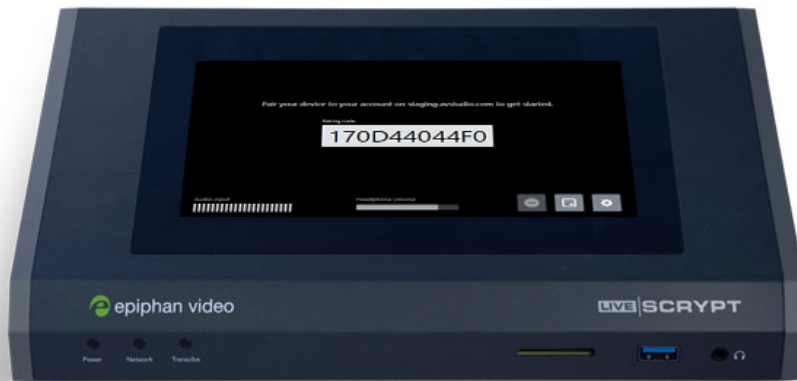 Pair your device to your account on staging.avstudio.com to get started.
Pairing code
170D44044F0
Audio input
Headphone volume
epiphan video
LIVE SCRYPT
Power
Network
Transcribe